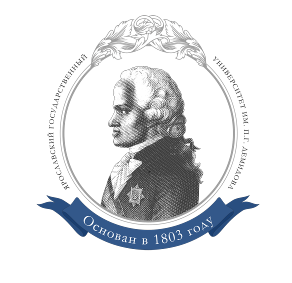 ЯРОСЛАВСКИЙ ГОСУДАРСТВЕННЫЙ
УНИВЕРСИТЕТ ИМ. П.Г. ДЕМИДОВА
Основан в 1803 году